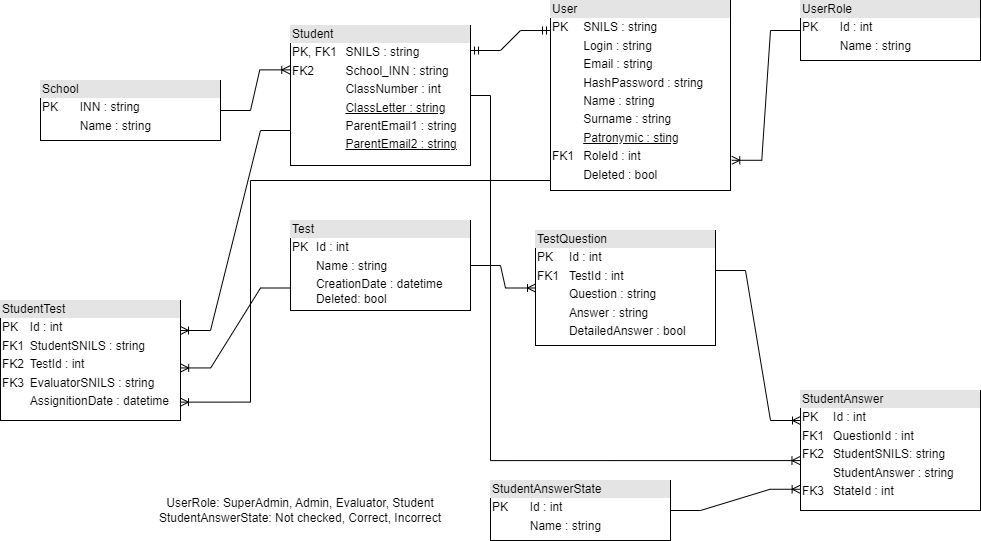 User
PK SNILS : string
Login : string
Email : string
HashPassword : string
Name : string
Surname : string
Patronymic : sting
FK1 RoleId : int
Deleted : bool
UserRole
PK Id : int
Name : string
Student
PK, FK1 SNILS : string
FK2 School_INN : string
ClassNumber : int
ClassLetter : string
ParentEmail1 : string
ParentEmail2 : string
School
PK INN : string
Name : string
Test
PK Id : int
Name : string
CreationDate : datetime
Deleted: bool
TestQuestion
PK Id : int
FK1 TestId : int
Question : string
Answer : string
DetailedAnswer : bool
StudentTest
PK Id : int
FK1 StudentSNILS : string
FK2 TestId : int
FK3 EvaluatorSNILS : string
AssignitionDate : datetime
StudentAnswer
PK Id : int
FK1 QuestionId : int
FK2 StudentSNILS: string
StudentAnswer : string
FK3 StateId : int
StudentAnswerState
PK Id : int
Name : string
UserRole: SuperAdmin, Admin, Evaluator, Student
StudentAnswerState: Not checked, Correct, Incorrect